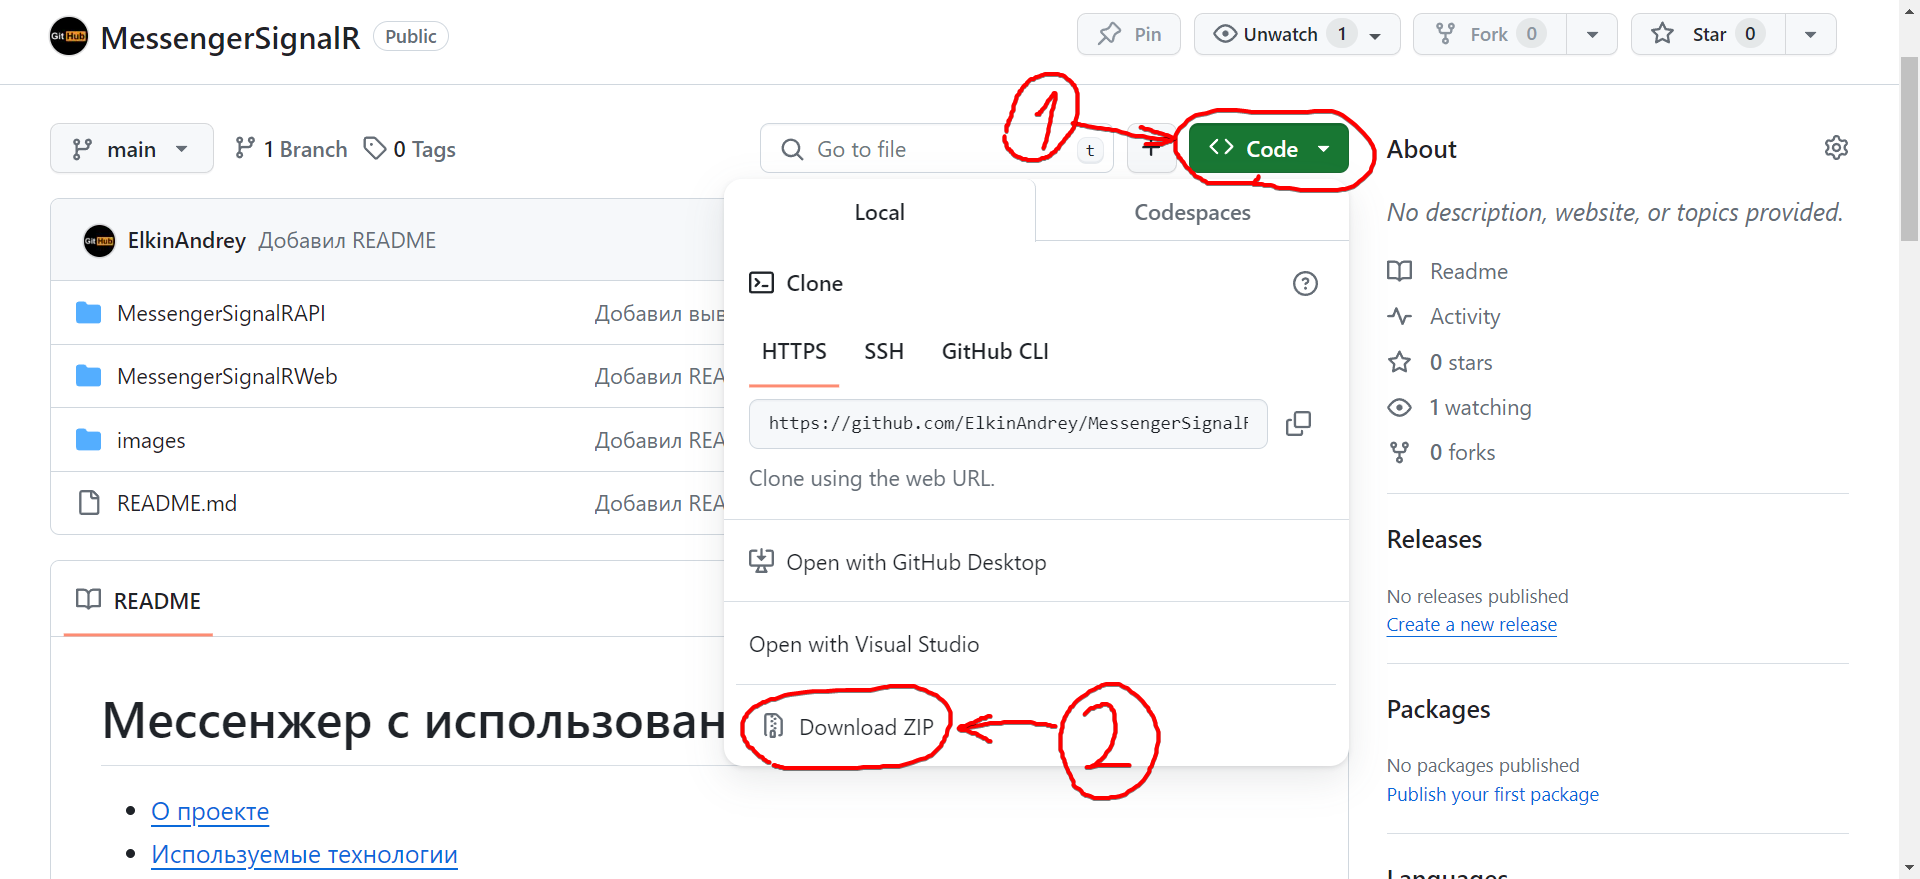 GitHub MessengerSignalR Public Pin Unwatch 1 Fork 0 Star 0
1
main 1 Branch 0 Tags Go to file t + Code
About
Local Codespaces
No description, website, or topics provided.
GitHub ElkinAndrey Добавил README
Clone
Readme
MessengerSignalRAPI Добавил выв
Activity
HTTPS SSH GitHub CLI
0 stars
MessengerSignalRWeb Добавил REA
1 watching
https://github.com/ElkinAndrey/MessengerSignalR
images Добавил REA
0 forks
Clone using the web URL.
README.md Добавил REA
Releases
Open with GitHub Desktop
README
No releases published
Create a new release
Open with Visual Studio
Packages
Мессенжер с использован
Download ZIP 2
No packages published
Publish your first package
О проекте
Используемые технологии
Languages